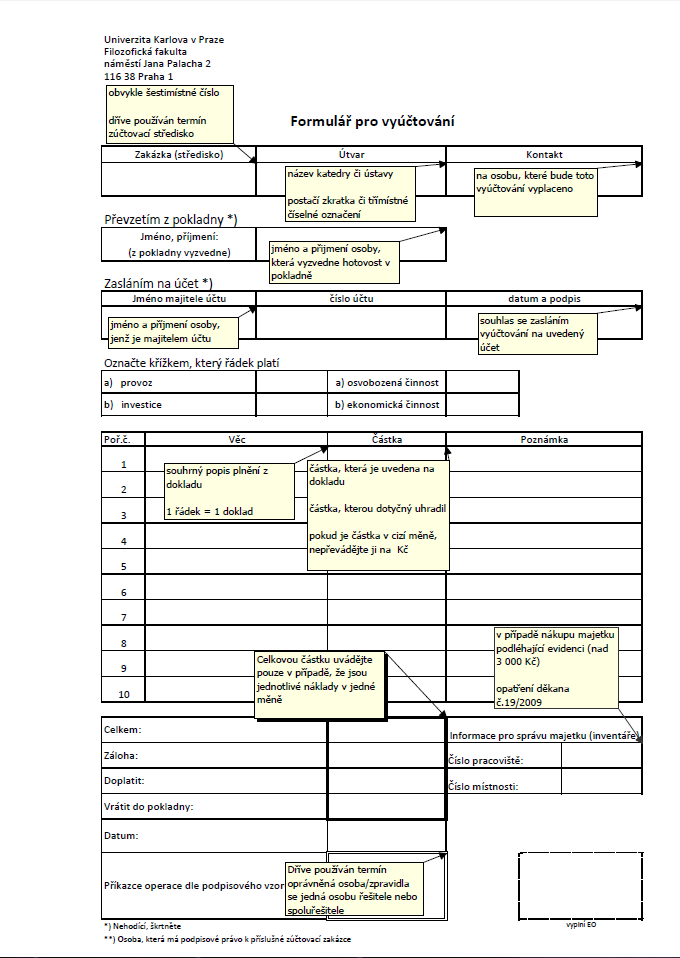 Univerzita Karlova v Praze
Filozofická fakulta
náměstí Jana Palacha 2
116 38 Praha 1
obvykle šestimístné číslo
dříve používán termín
zúčtovací středisko
Formulář pro vyúčtování
Zakázka (středisko)
Útvar
Kontakt
název katedry či ústavy
postačí zkratka či třímístné
číselné označení
na osobu, které bude toto
vyúčtování vyplaceno
Převzetím z pokladny *)
Jméno, příjmení:
(z pokladny vyzvedne)
jméno a přijmení osoby,
která vyzvedne hotovost v
pokladně
Zasláním na účet *)
Jméno majitele účtu
číslo účtu
datum a podpis
jméno a příjmení osoby,
jenž je majitelem účtu
souhlas se zasláním
vyúčtování na uvedený
účet
Označte křížkem, který řádek platí
a) provoz
a) osvobozená činnost
b) investice
b) ekonomická činnost
Poř.č.
Věc
Částka
Poznámka
1
2
3
4
5
6
7
8
9
10
souhrný popis plnění z
dokladu
1 řádek = 1 doklad
částka, která je uvedena na
dokladu
částka, kterou dotyčný uhradil
pokud je částka v cizí měně,
nepřevádějte ji na Kč
v případě nákupu majetku
podléhající evidenci (nad
3 000 Kč)
opatření děkana
č.19/2009
Celkovou částku uvádějte
pouze v případě, že jsou
jednotlivé náklady v jedné
měně
Celkem:
Informace pro správu majetku (inventáře)
Záloha:
Číslo pracoviště:
Doplatit:
Číslo místnosti:
Vrátit do pokladny:
Datum:
Příkazce operace dle podpisového vzor
Dříve používán termín
oprávněná osoba/zpravidla
se jedná osobu řešitele nebo
spoluřešitele
*) Nehodící, škrtněte
vyplní EO
**) Osoba, která má podpisové právo k příslušné zúčtovací zakázce